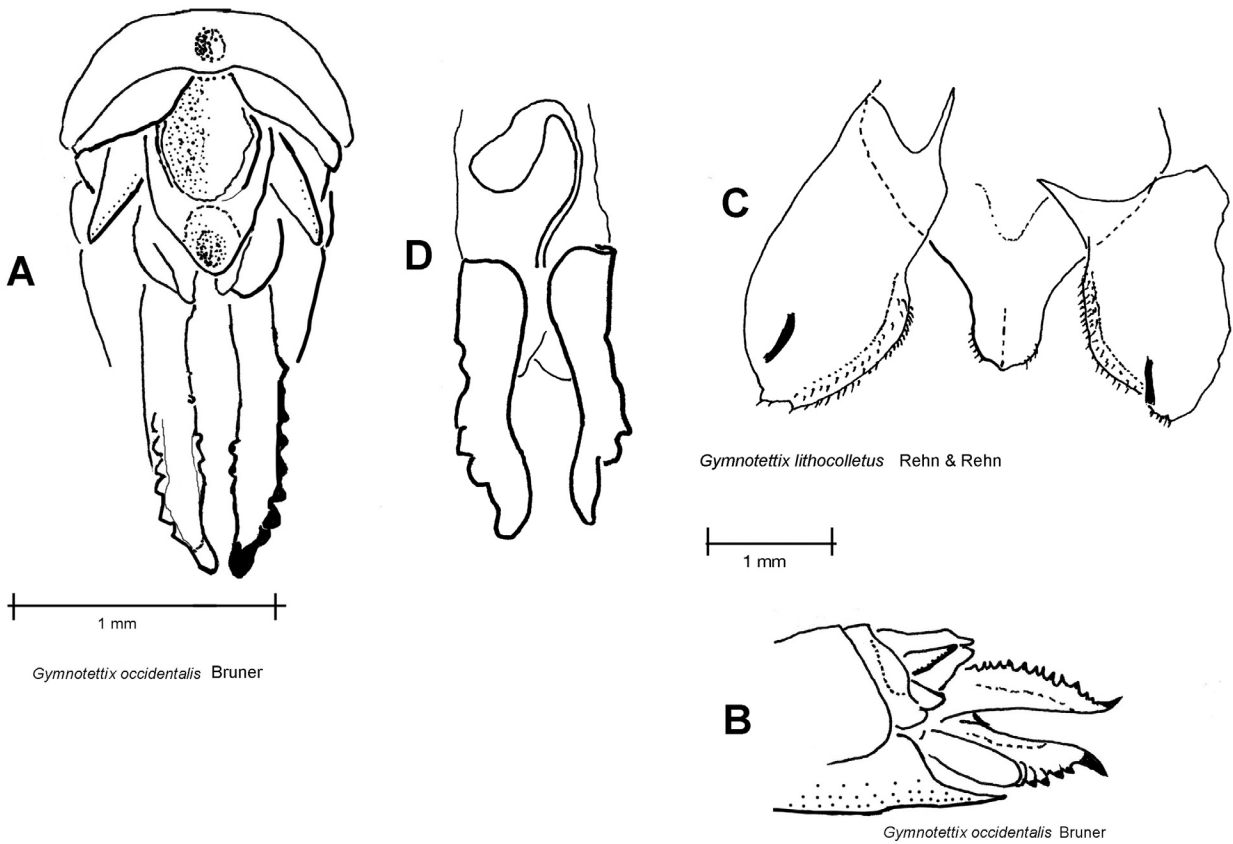 A
D
C
Gymnotettix lithocolletus Rehn & Rehn
1 mm
1 mm
Gymnotettix occidentalis Bruner
B
Gymnotettix occidentalis Bruner